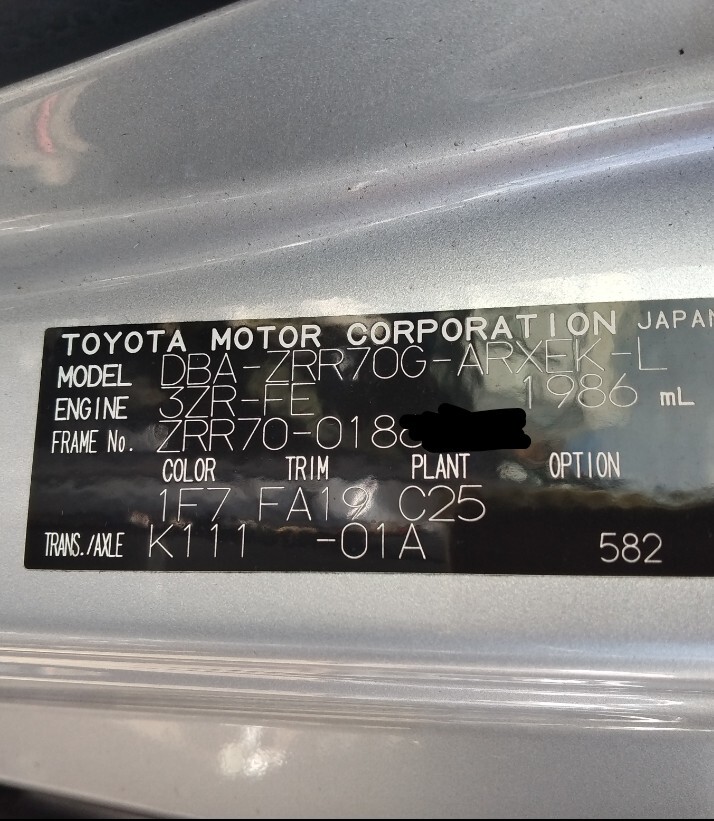 TOYOTA MOTOR CORPORATION JAPAN
MODEL DBA-ZRR70G-ARXEK-L
ENGINE 3ZR-FE 1986 mL
FRAME No. ZRR70-0188
COLOR TRIM PLANT OPTION
1F7 FA19 C25
TRANS./AXLE K111 -01A 582